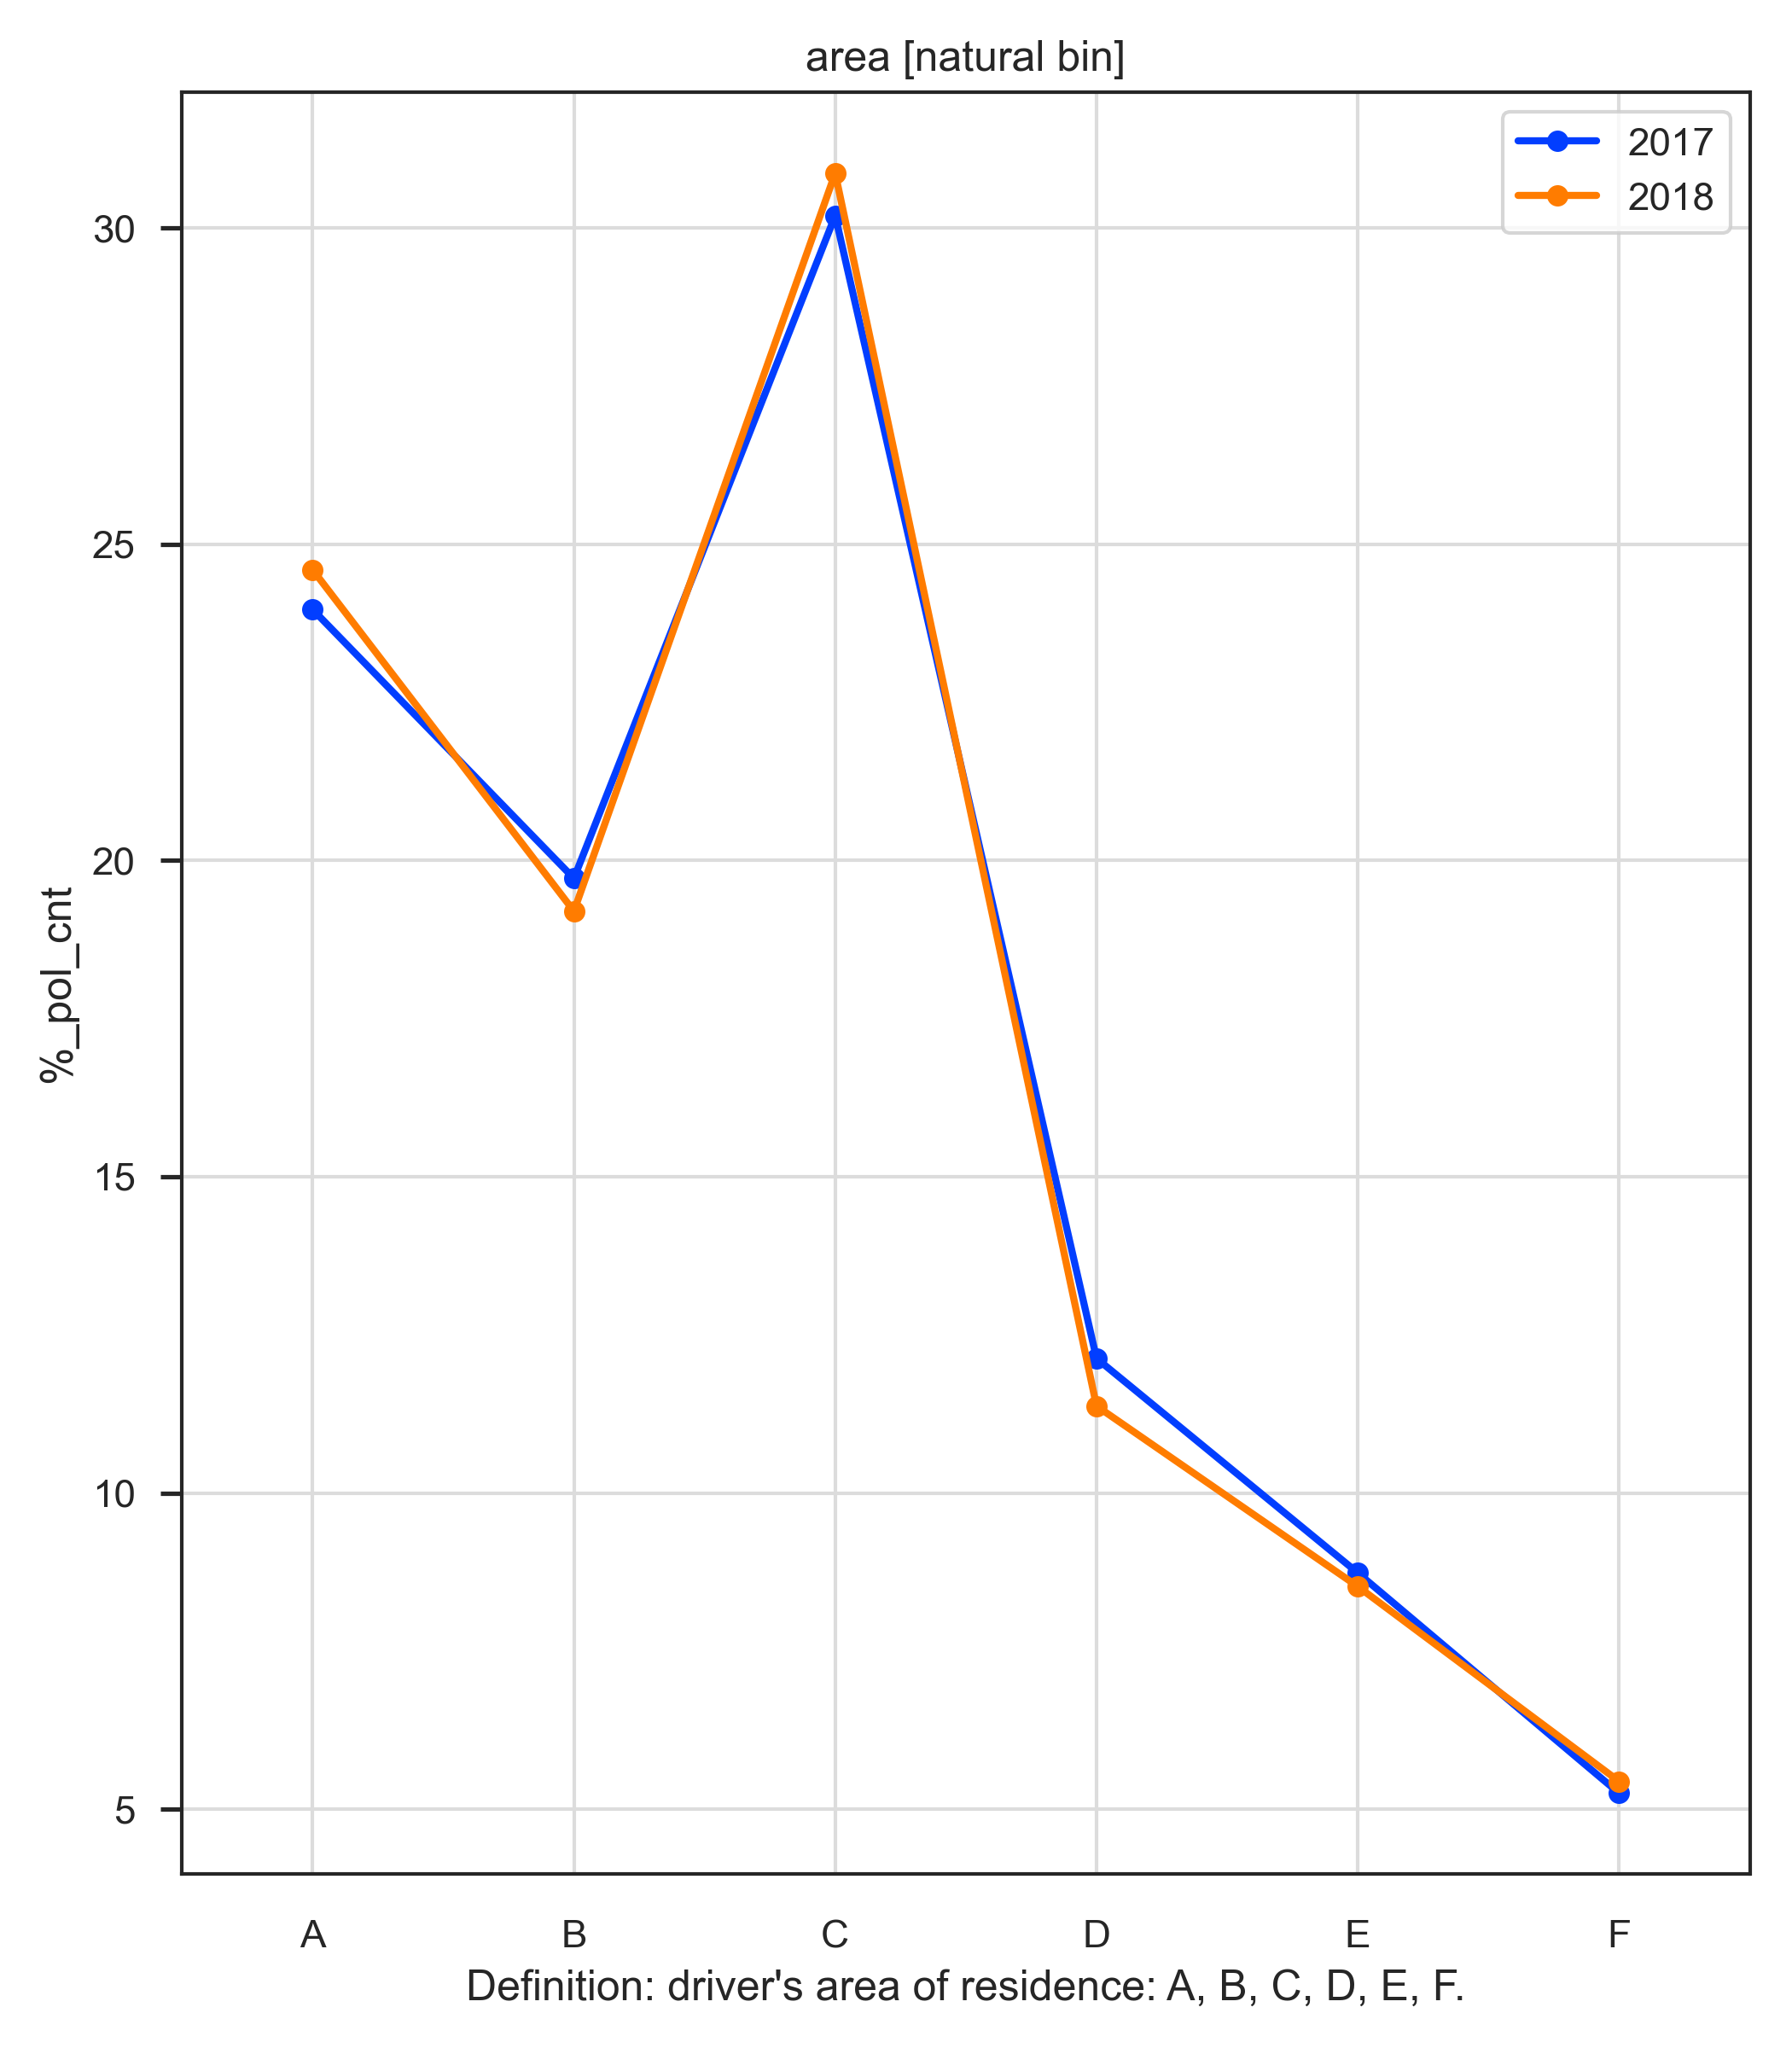 area [natural bin]
2017
2018
30
25
20
15
10
5
%_pol_cnt
A B C D E F
Definition: driver's area of residence: A, B, C, D, E, F.